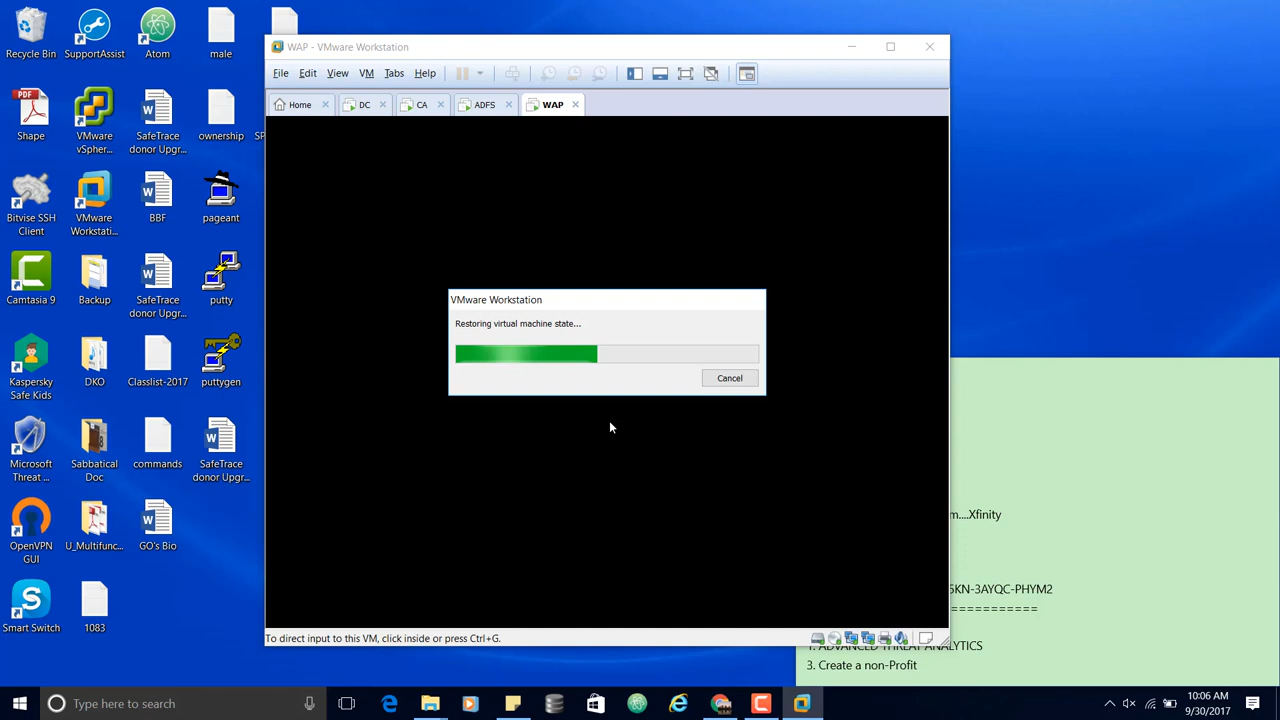 Recycle Bin
SupportAssist
Atom
male
Shape
VMware
vSpher...
SafeTrace
donor Upgr...
ownership
SP
Bitvise SSH
Client
VMware
Workstati...
BBF
pageant
Camtasia 9
Backup
SafeTrace
donor Upgr...
putty
Kaspersky
Safe Kids
DKO
Classlist-2017
puttygen
Microsoft
Threat ...
Sabbatical
Doc
commands
SafeTrace
donor Upgr...
OpenVPN
GUI
U_Multifunc...
GO's Bio
Smart Switch
1083
WAP - VMware Workstation
File Edit View VM Tabs Help
Home DC CA ADFS WAP
VMware Workstation
Restoring virtual machine state...
Cancel
To direct input to this VM, click inside or press Ctrl+G.
m....Xfinity
5KN-3AYQC-PHYM2
===========
1. ADVANCED THREAT ANALYTICS
3. Create a non-Profit
Type here to search
10:06 AM
9/30/2017